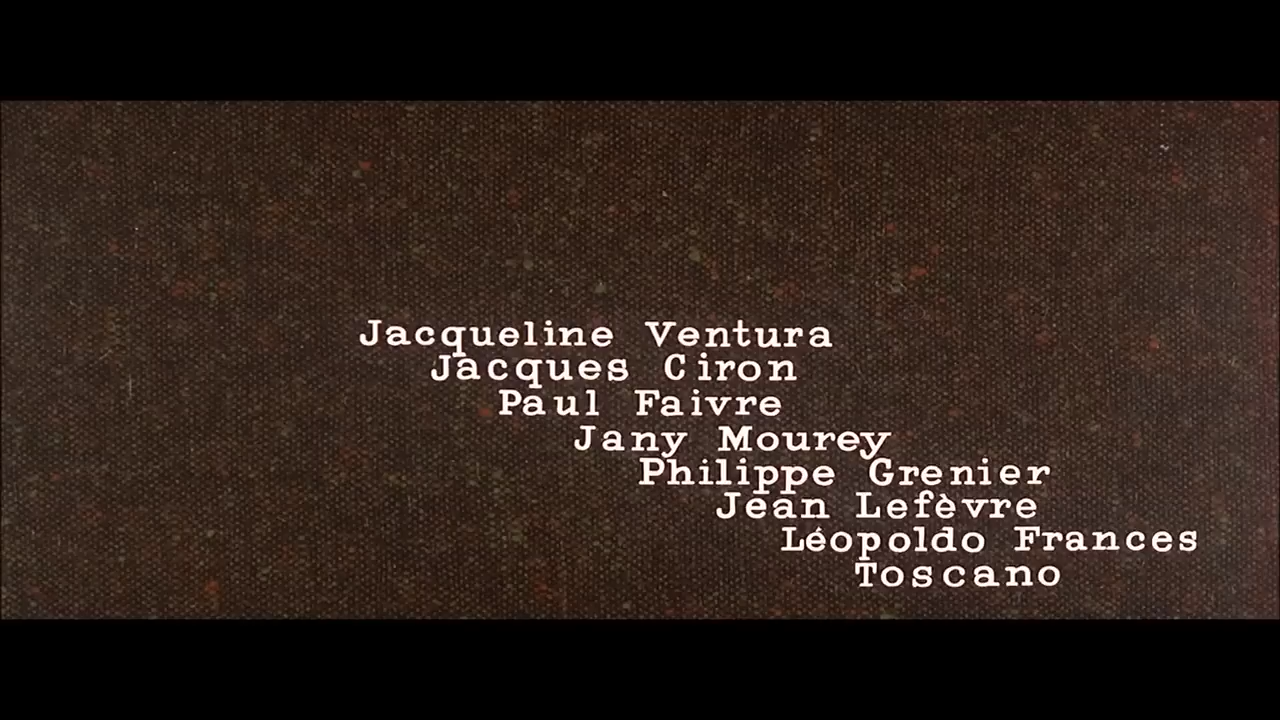 Jacqueline Ventura
Jacques Ciron
Paul Faivre
Jany Mourey
Philippe Grenier
Jean Lefèvre
Léopoldo Frances
Toscano